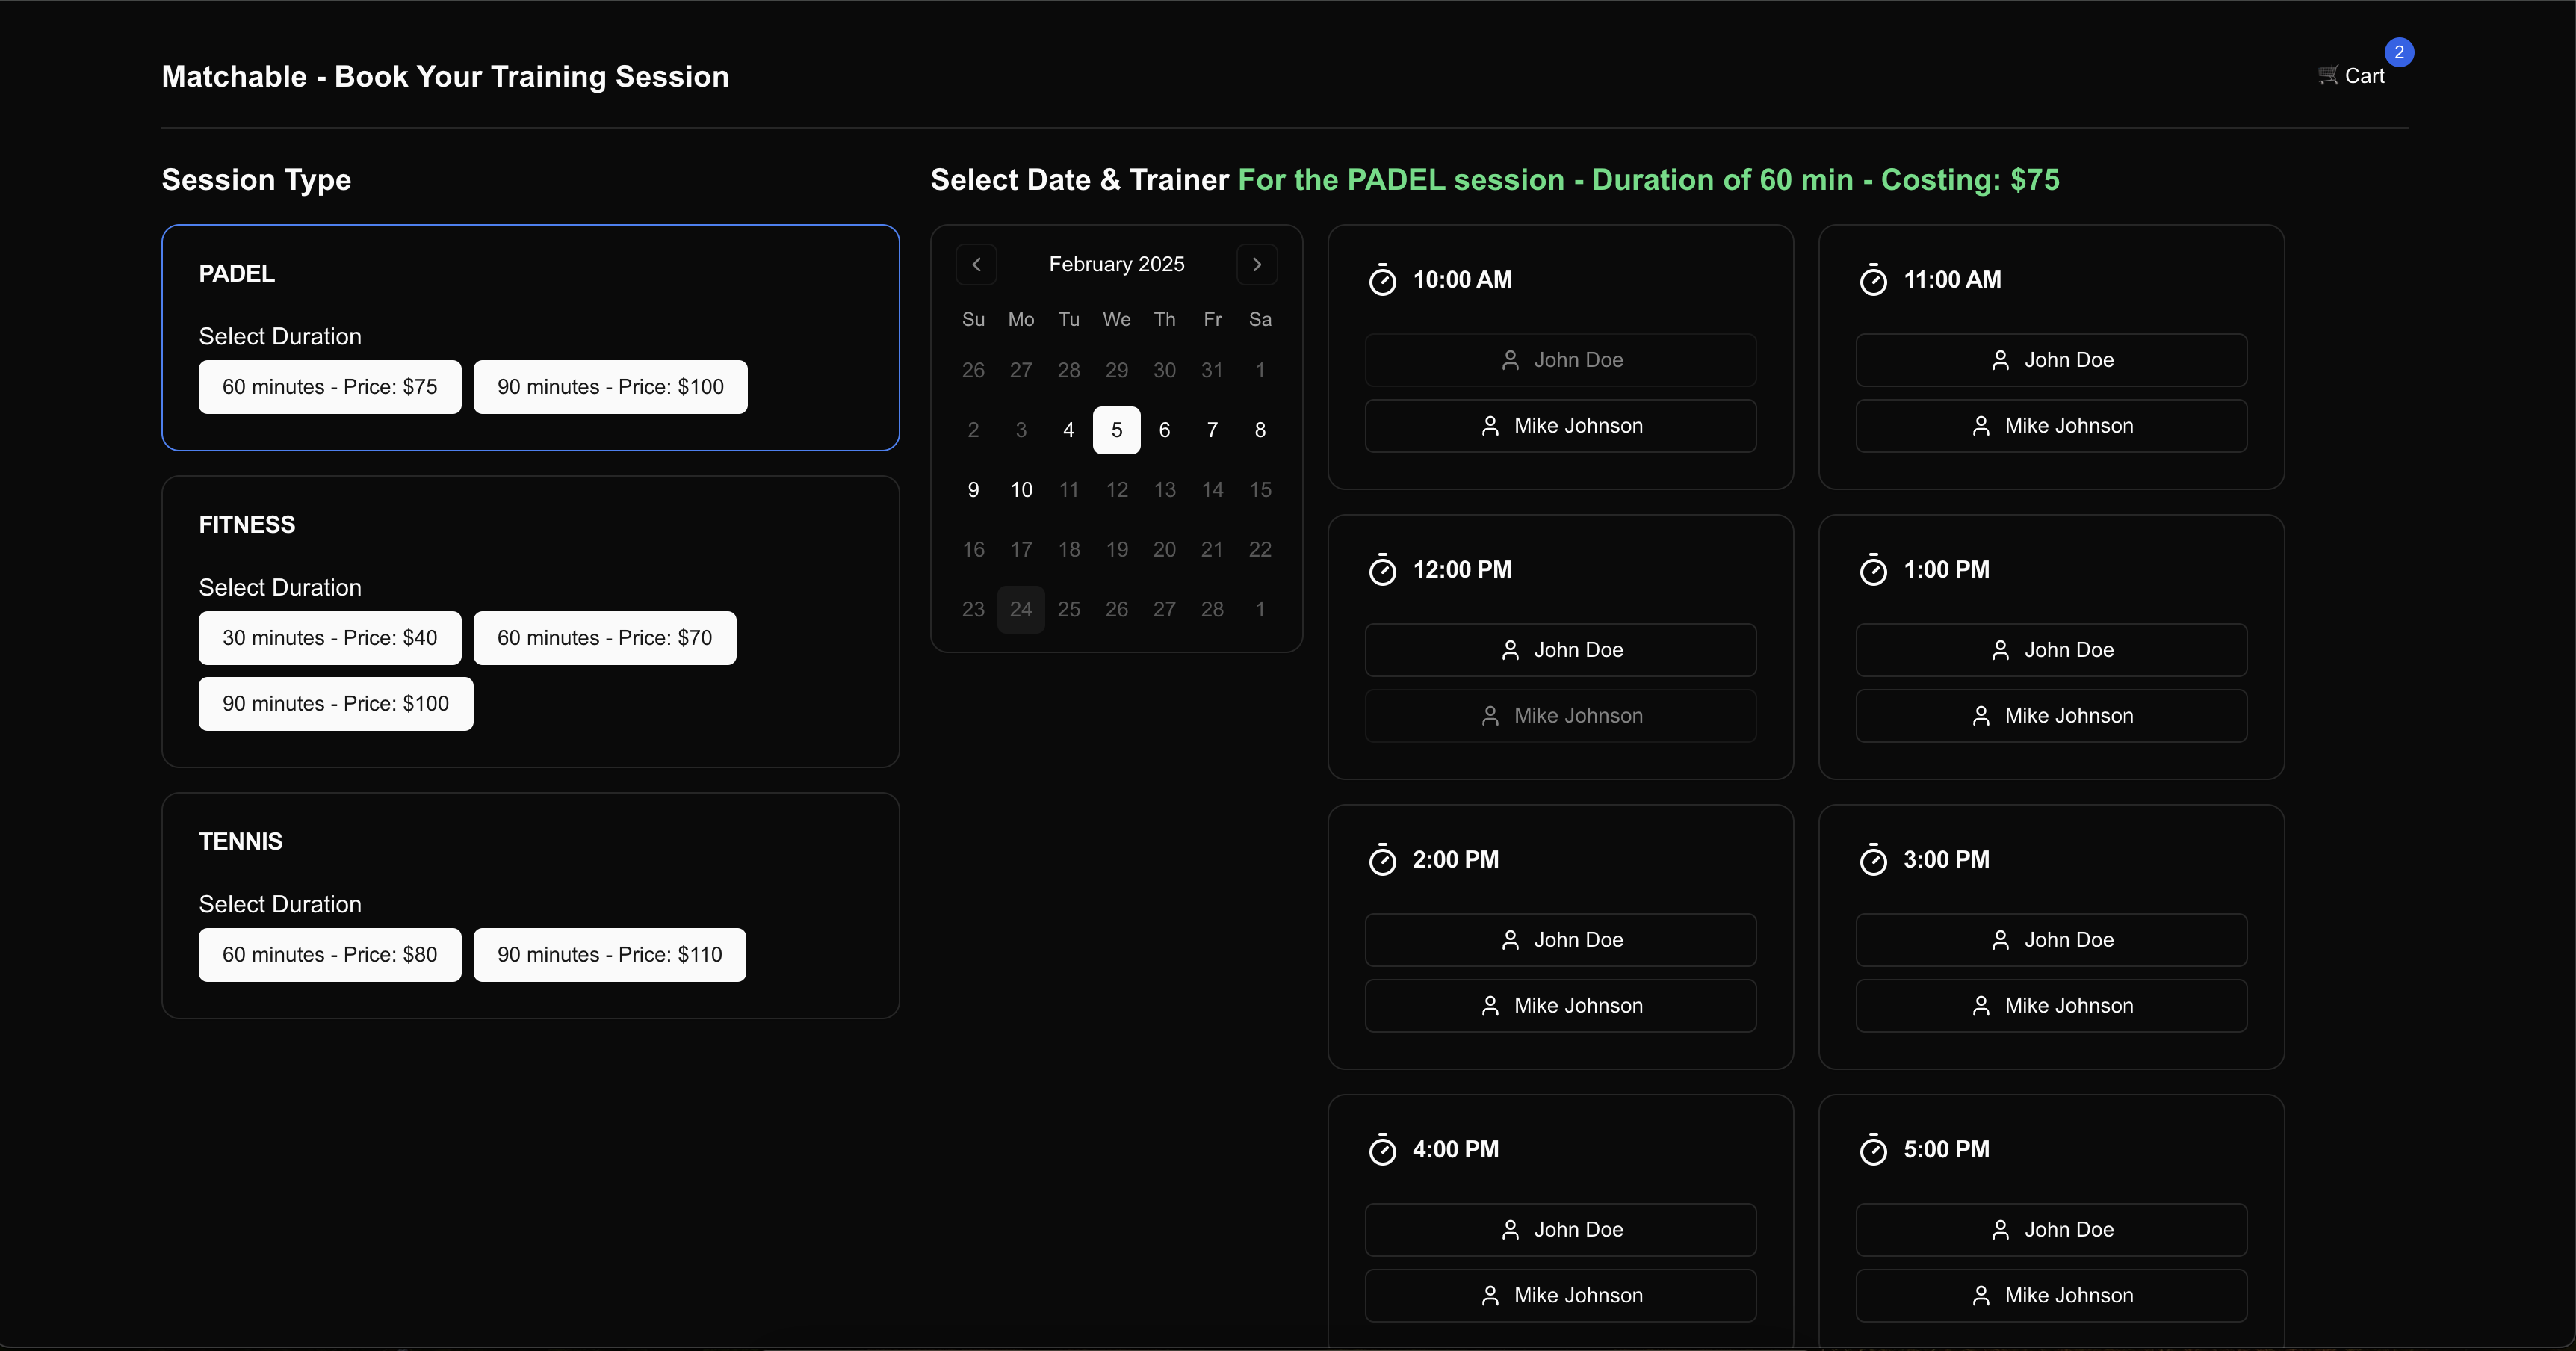 Matchable - Book Your Training Session
🛒 Cart
2
Session Type
PADEL
Select Duration
60 minutes - Price: $75
90 minutes - Price: $100
FITNESS
Select Duration
30 minutes - Price: $40
60 minutes - Price: $70
90 minutes - Price: $100
TENNIS
Select Duration
60 minutes - Price: $80
90 minutes - Price: $110
Select Date & Trainer For the PADEL session - Duration of 60 min - Costing: $75
February 2025
Su Mo Tu We Th Fr Sa
26 27 28 29 30 31 1
2 3 4 5 6 7 8
9 10 11 12 13 14 15
16 17 18 19 20 21 22
23 24 25 26 27 28 1
10:00 AM
John Doe
Mike Johnson
11:00 AM
John Doe
Mike Johnson
12:00 PM
John Doe
Mike Johnson
1:00 PM
John Doe
Mike Johnson
2:00 PM
John Doe
Mike Johnson
3:00 PM
John Doe
Mike Johnson
4:00 PM
John Doe
Mike Johnson
5:00 PM
John Doe
Mike Johnson